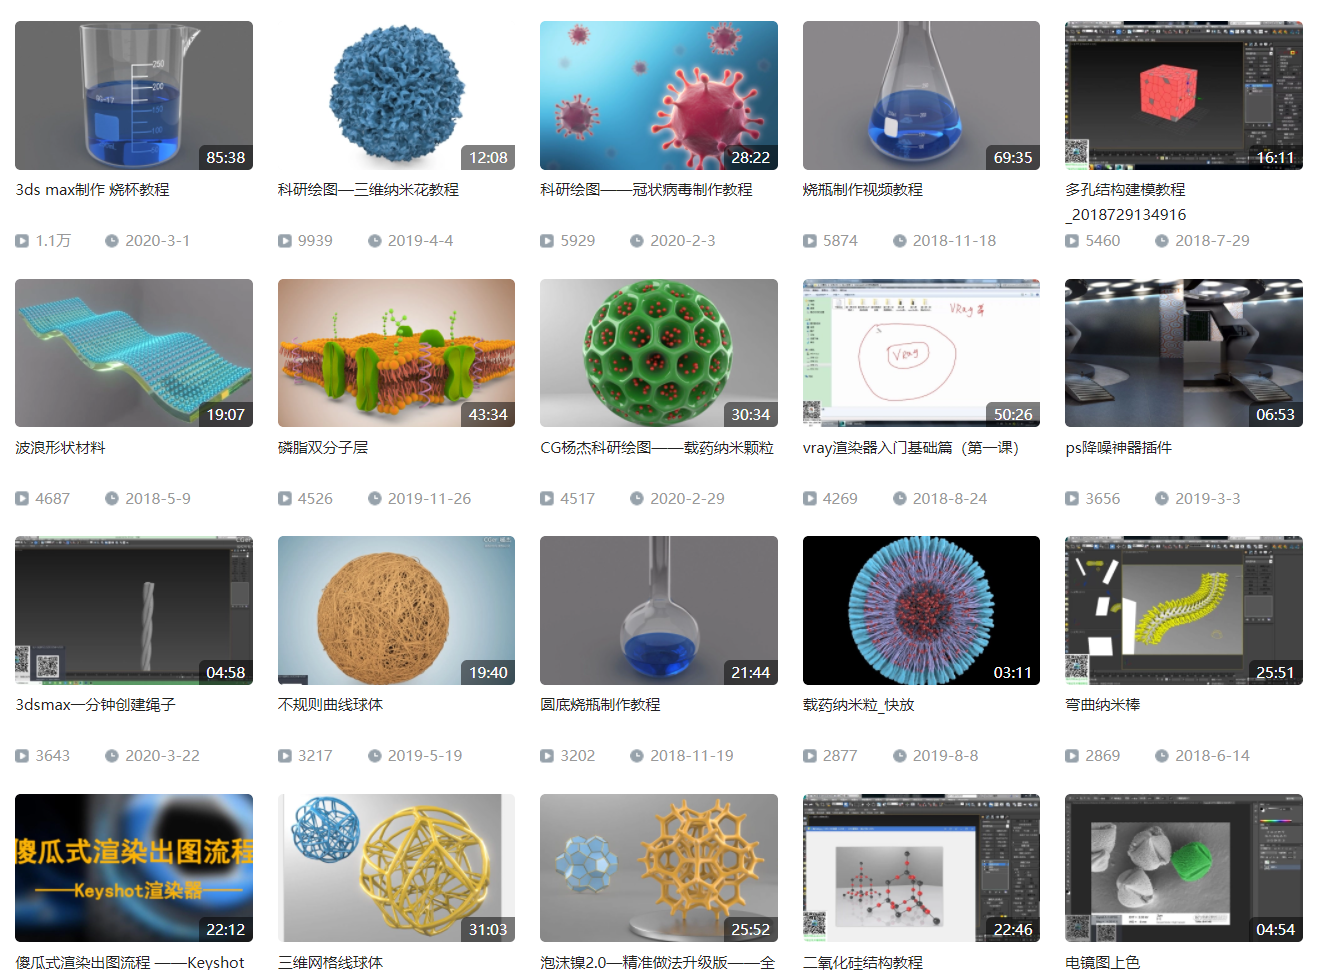 250
200
150
100
BG-17
85:38
12:08
28:22
69:35
16:11
3ds max制作 烧杯教程
科研绘图—三维纳米花教程
科研绘图——冠状病毒制作教程
烧瓶制作视频教程
多孔结构建模教程
_2018729134916
1.1万 2020-3-1
9939 2019-4-4
5929 2020-2-3
5874 2018-11-18
5460 2018-7-29
VRay
VRay
19:07
43:34
30:34
50:26
06:53
波浪形状材料
磷脂双分子层
CG杨杰科研绘图——载药纳米颗粒
vray渲染器入门基础篇（第一课）
ps降噪神器插件
4687 2018-5-9
4526 2019-11-26
4517 2020-2-29
4269 2018-8-24
3656 2019-3-3
04:58
19:40
21:44
03:11
25:51
3dsmax一分钟创建绳子
不规则曲线球体
圆底烧瓶制作教程
载药纳米粒_快放
弯曲纳米棒
3643 2020-3-22
3217 2019-5-19
3202 2018-11-19
2877 2019-8-8
2869 2018-6-14
傻瓜式渲染出图流程
——Keyshot渲染器——
22:12
31:03
25:52
22:46
04:54
傻瓜式渲染出图流程 ——Keyshot
三维网格线球体
泡沫镍2.0—精准做法升级版——全
二氧化硅结构教程
电镜图上色